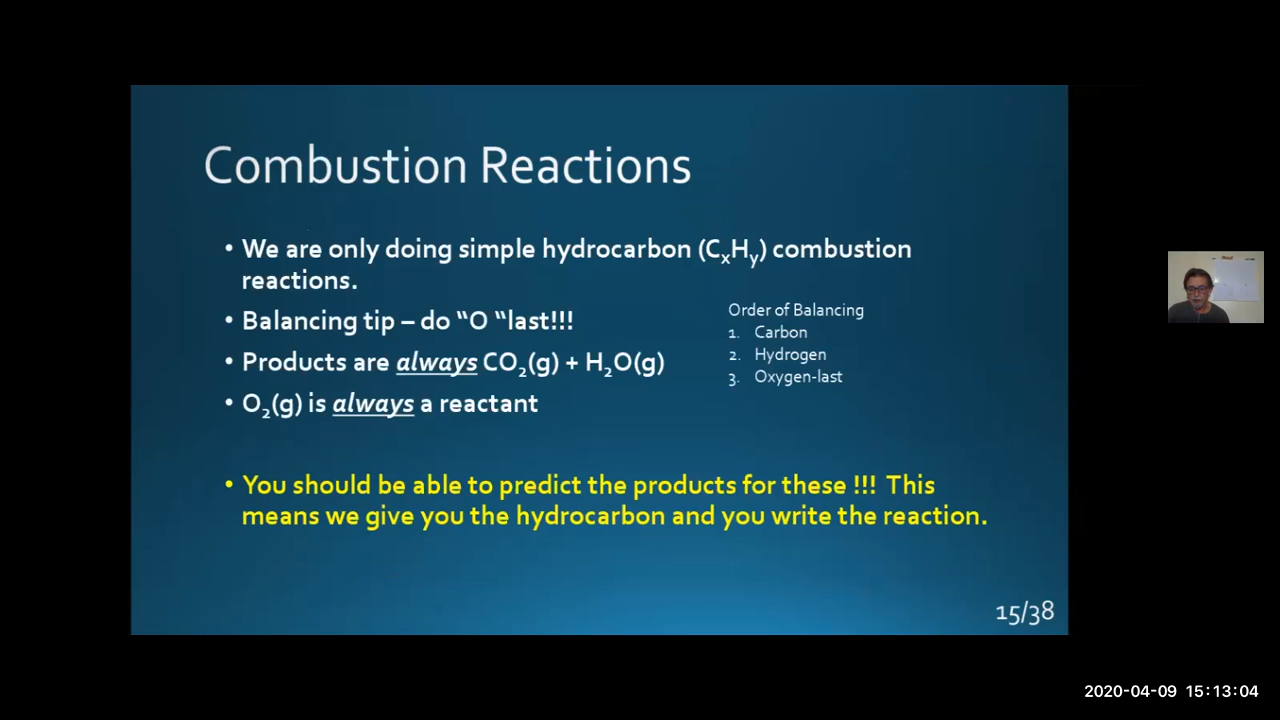 Combustion Reactions
• We are only doing simple hydrocarbon (CₓHᵧ) combustion
reactions.
• Balancing tip – do “O “last!!!
• Products are always CO₂(g) + H₂O(g)
• O₂(g) is always a reactant
Order of Balancing
1. Carbon
2. Hydrogen
3. Oxygen-last
• You should be able to predict the products for these !!! This
means we give you the hydrocarbon and you write the reaction.
15/38
2020-04-09 15:13:04